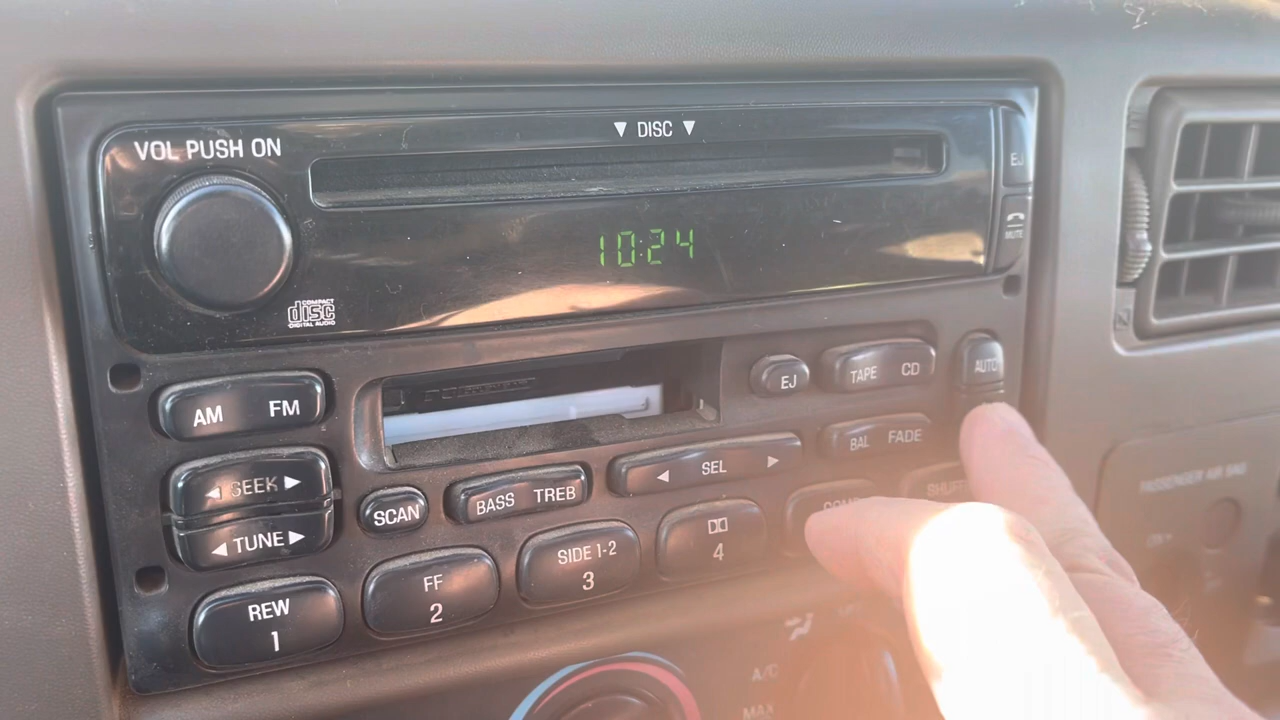 ▼ DISC ▼
VOL PUSH ON
EJ
MUTE
10:24
COMPACT
disc
DIGITAL AUDIO
AM FM
EJ
TAPE CD
AUTO
◀ SEEK ▶
SCAN
BASS TREB
◀ SEL ▶
BAL FADE
◀ TUNE ▶
REW
1
FF
2
SIDE 1-2
3
4
PASSENGER AIR BAG
A/C
MAX